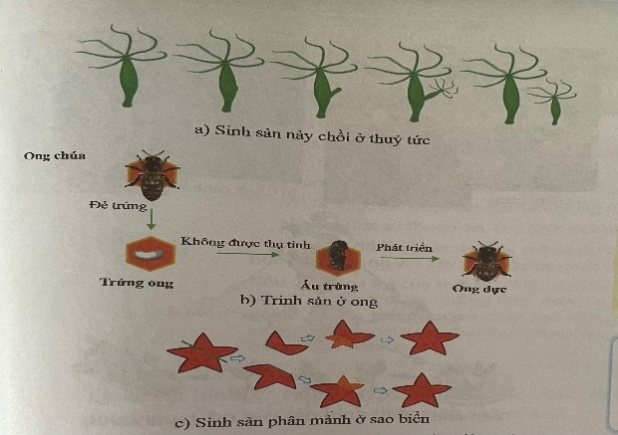 a) Sinh sản nảy chồi ở thuỷ tức
Ong chúa
Đẻ trứng
Không được thụ tinh
Phát triển
Trứng ong
Ấu trùng
Ong đực
b) Trinh sản ở ong
c) Sinh sản phân mảnh ở sao biển